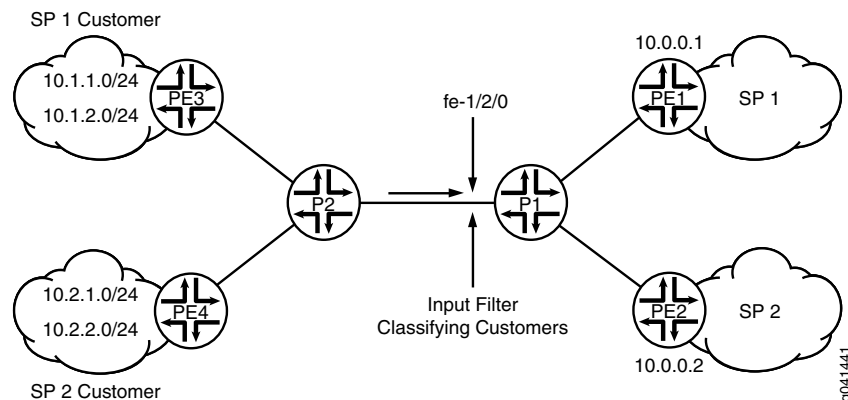 SP 1 Customer
10.1.1.0/24
10.1.2.0/24
PE3
fe-1/2/0
10.0.0.1
PE1
SP 1
P2
P1
10.2.1.0/24
10.2.2.0/24
PE4
SP 2 Customer
Input Filter
Classifying Customers
PE2
SP 2
10.0.0.2
g041441